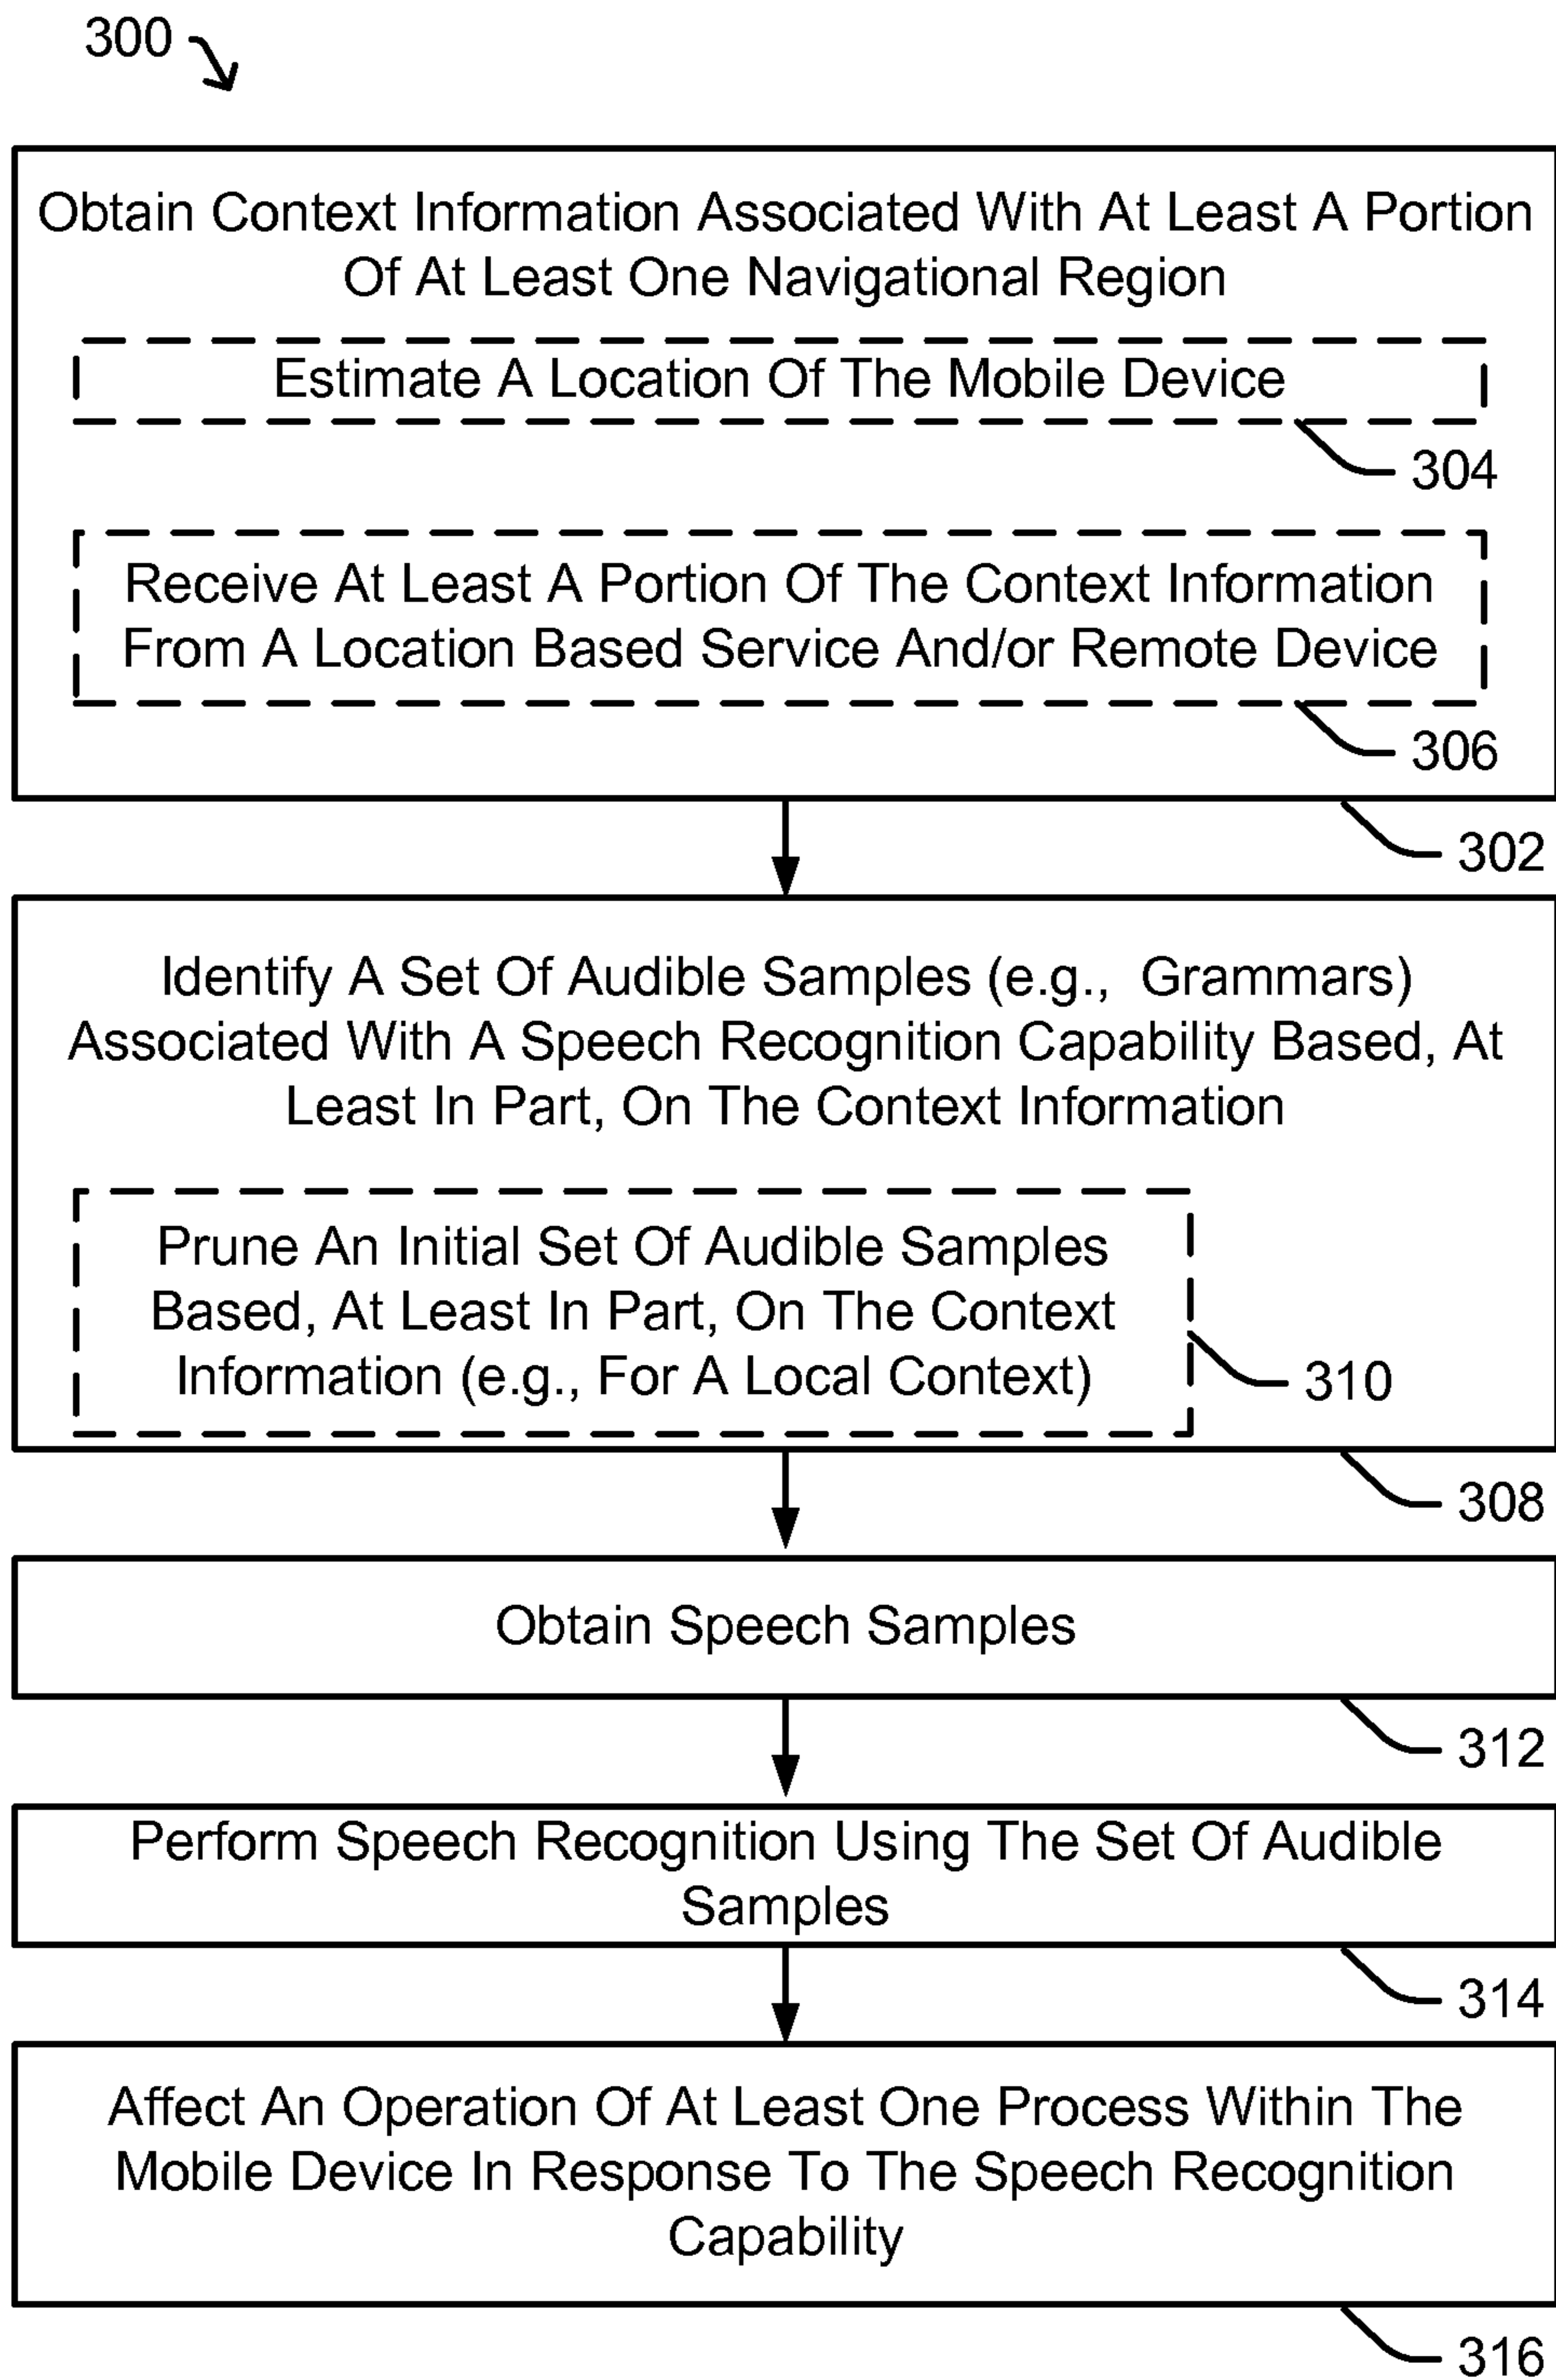 300
Obtain Context Information Associated With At Least A Portion
Of At Least One Navigational Region
Estimate A Location Of The Mobile Device
304
Receive At Least A Portion Of The Context Information
From A Location Based Service And/or Remote Device
306
302
Identify A Set Of Audible Samples (e.g., Grammars)
Associated With A Speech Recognition Capability Based, At
Least In Part, On The Context Information
Prune An Initial Set Of Audible Samples
Based, At Least In Part, On The Context
Information (e.g., For A Local Context)
310
308
Obtain Speech Samples
312
Perform Speech Recognition Using The Set Of Audible
Samples
314
Affect An Operation Of At Least One Process Within The
Mobile Device In Response To The Speech Recognition
Capability
316